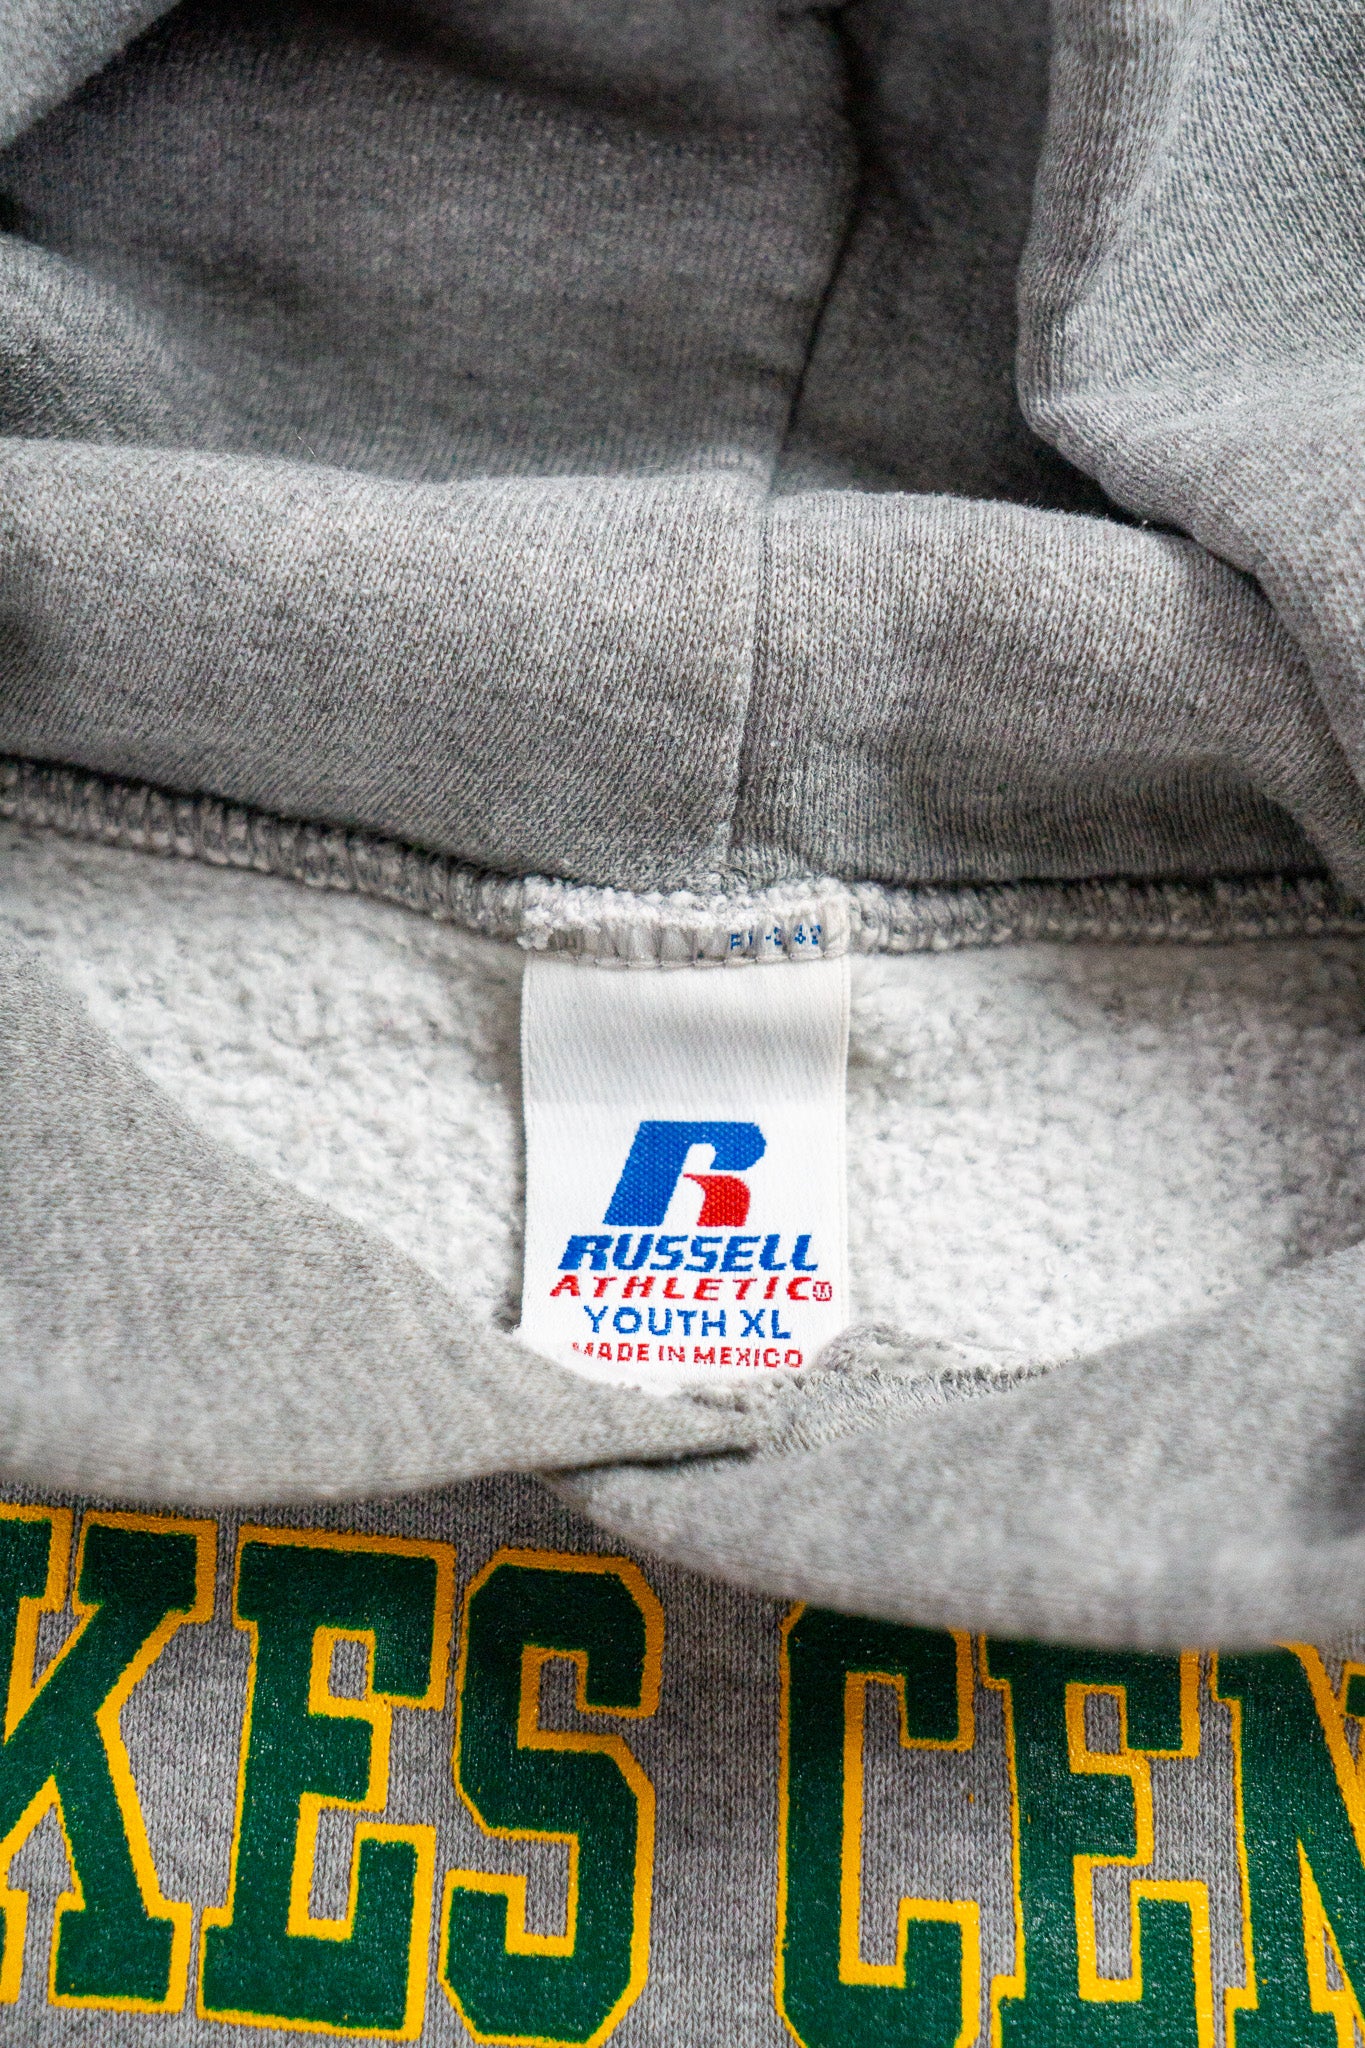 RUSSELL
ATHLETIC
YOUTH XL
MADE IN MEXICO
KES CEN